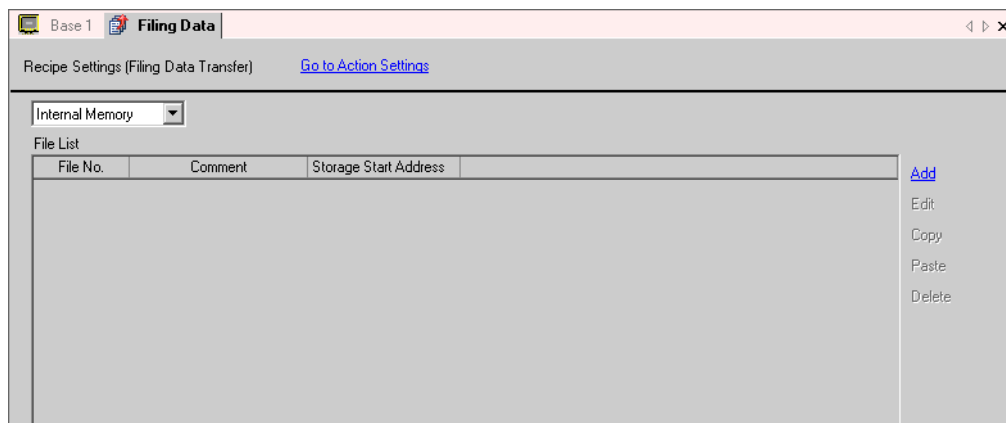 Base 1 Filing Data
Recipe Settings (Filing Data Transfer) Go to Action Settings
Internal Memory
File List
File No. Comment Storage Start Address
Add
Edit
Copy
Paste
Delete